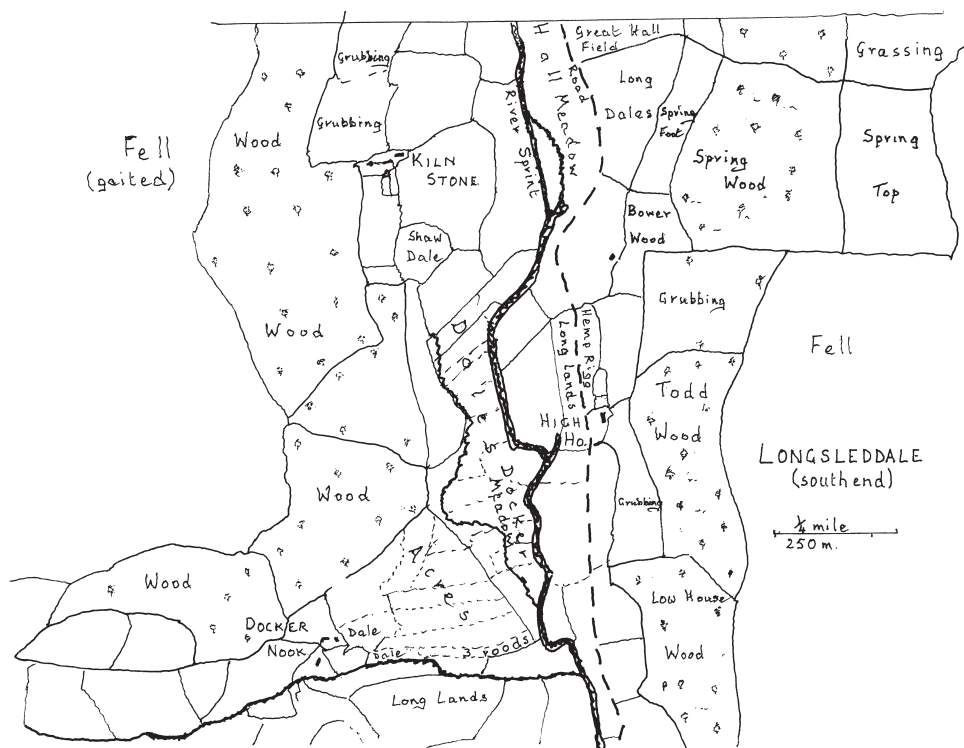 Great Hall
Field
Grassing
Grubbing
Hall Meadow
Road
Long
Dales
Spring
Foot
Spring
Wood
Spring
Top
Fell
(gaited)
Wood
Grubbing
KILN
STONE
River Sprint
Shaw
Dale
Bower
Wood
Wood
Dales
Grubbing
Fell
Hemp Rigg
Long Lands
HIGH
Ho.
Todd
Wood
LONGSLEDDALE
(southend)
¼ mile
250 m.
Wood
Docker
Meadow
Grubbing
Acres
Wood
Low House
Wood
DOCKER
NOOK
Dale
Dale
3 roods
Long Lands